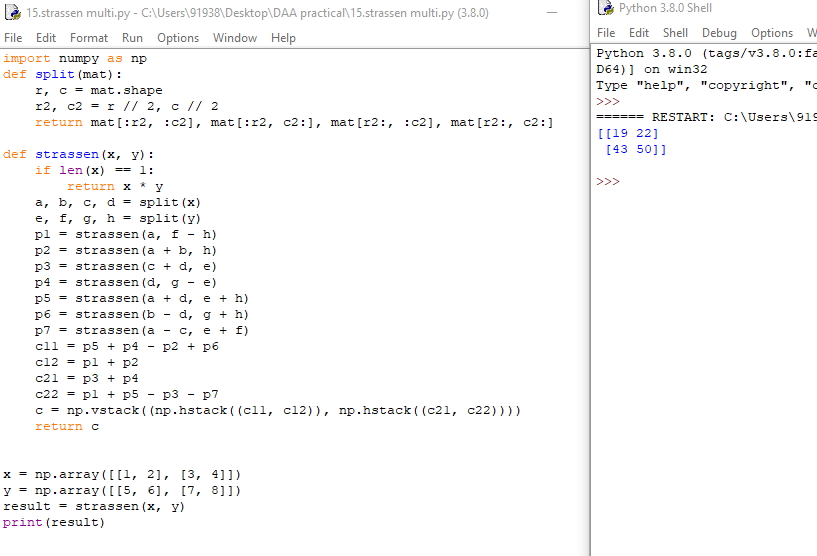 15.strassen multi.py - C:\Users\91938\Desktop\DAA practical\15.strassen multi.py (3.8.0)
File Edit Format Run Options Window Help
import numpy as np
def split(mat):
    r, c = mat.shape
    r2, c2 = r // 2, c // 2
    return mat[:r2, :c2], mat[:r2, c2:], mat[r2:, :c2], mat[r2:, c2:]

def strassen(x, y):
    if len(x) == 1:
        return x * y
    a, b, c, d = split(x)
    e, f, g, h = split(y)
    p1 = strassen(a, f - h)
    p2 = strassen(a + b, h)
    p3 = strassen(c + d, e)
    p4 = strassen(d, g - e)
    p5 = strassen(a + d, e + h)
    p6 = strassen(b - d, g + h)
    p7 = strassen(a - c, e + f)
    c11 = p5 + p4 - p2 + p6
    c12 = p1 + p2
    c21 = p3 + p4
    c22 = p1 + p5 - p3 - p7
    c = np.vstack((np.hstack((c11, c12)), np.hstack((c21, c22))))
    return c

x = np.array([[1, 2], [3, 4]])
y = np.array([[5, 6], [7, 8]])
result = strassen(x, y)
print(result)
Python 3.8.0 Shell
File Edit Shell Debug Options W
Python 3.8.0 (tags/v3.8.0:fa
D64)] on win32
Type "help", "copyright", "c
>>>
====== RESTART: C:\Users\919
[[19 22]
 [43 50]]
>>>